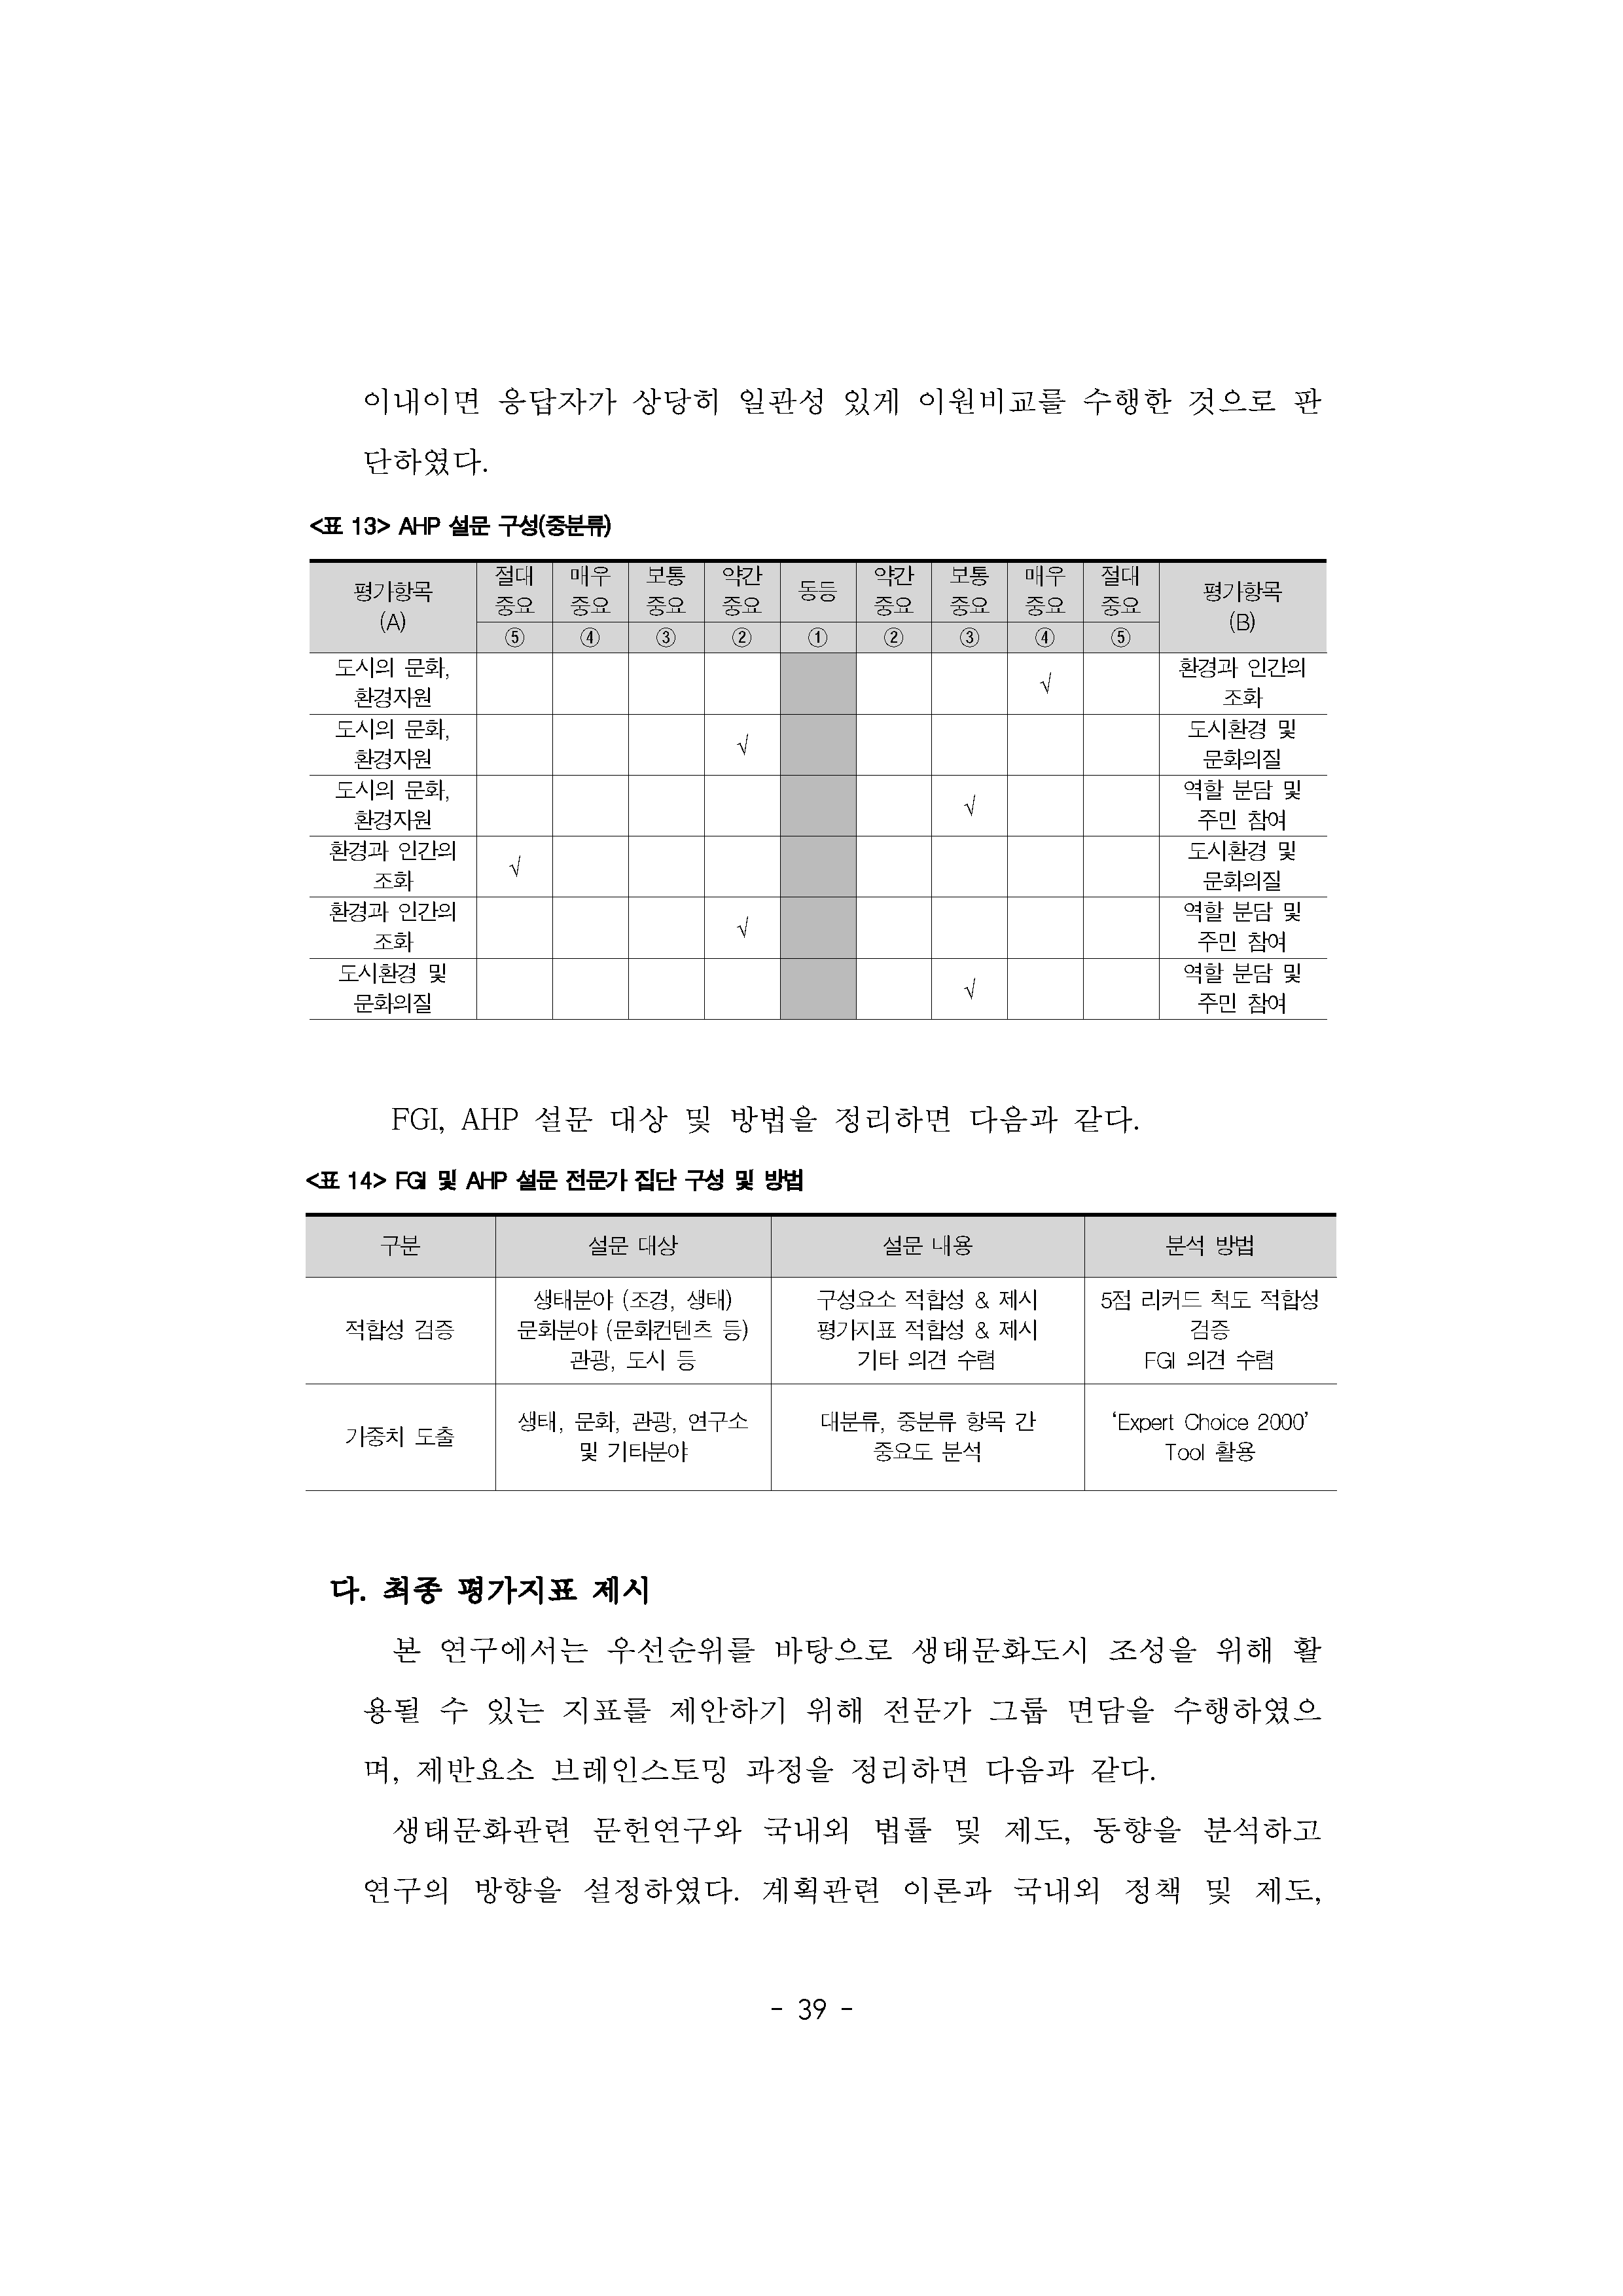 이내이면 응답자가 상당히 일관성 있게 이원비교를 수행한 것으로 판
단하였다.
<표 13> AHP 설문 구성(중분류)
평가항목 (A) 절대 중요 매우 중요 보통 중요 약간 중요 동등 약간 중요 보통 중요 매우 중요 절대 중요 평가항목 (B)
⑤ ④ ③ ② ① ② ③ ④ ⑤
도시의 문화, 환경자원 √ 환경과 인간의 조화
도시의 문화, 환경자원 √ 도시환경 및 문화의질
도시의 문화, 환경자원 √ 역할 분담 및 주민 참여
환경과 인간의 조화 √ 도시환경 및 문화의질
환경과 인간의 조화 √ 역할 분담 및 주민 참여
도시환경 및 문화의질 √ 역할 분담 및 주민 참여
FGI, AHP 설문 대상 및 방법을 정리하면 다음과 같다.
<표 14> FGI 및 AHP 설문 전문가 집단 구성 및 방법
구분 설문 대상 설문 내용 분석 방법
적합성 검증
생태분야 (조경, 생태)
문화분야 (문화컨텐츠 등)
관광, 도시 등
구성요소 적합성 & 제시
평가지표 적합성 & 제시
기타 의견 수렴
5점 리커드 척도 적합성
검증
FGI 의견 수렴
가중치 도출
생태, 문화, 관광, 연구소
및 기타분야
대분류, 중분류 항목 간
중요도 분석
‘Expert Choice 2000’
Tool 활용
다. 최종 평가지표 제시
본 연구에서는 우선순위를 바탕으로 생태문화도시 조성을 위해 활
용될 수 있는 지표를 제안하기 위해 전문가 그룹 면담을 수행하였으
며, 제반요소 브레인스토밍 과정을 정리하면 다음과 같다.
생태문화관련 문헌연구와 국내외 법률 및 제도, 동향을 분석하고
연구의 방향을 설정하였다. 계획관련 이론과 국내외 정책 및 제도,
- 39 -